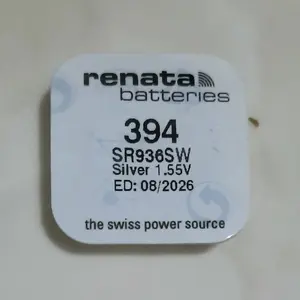 renata
batteries
394
SR936SW
Silver 1.55V
ED: 08/2026
the swiss power source